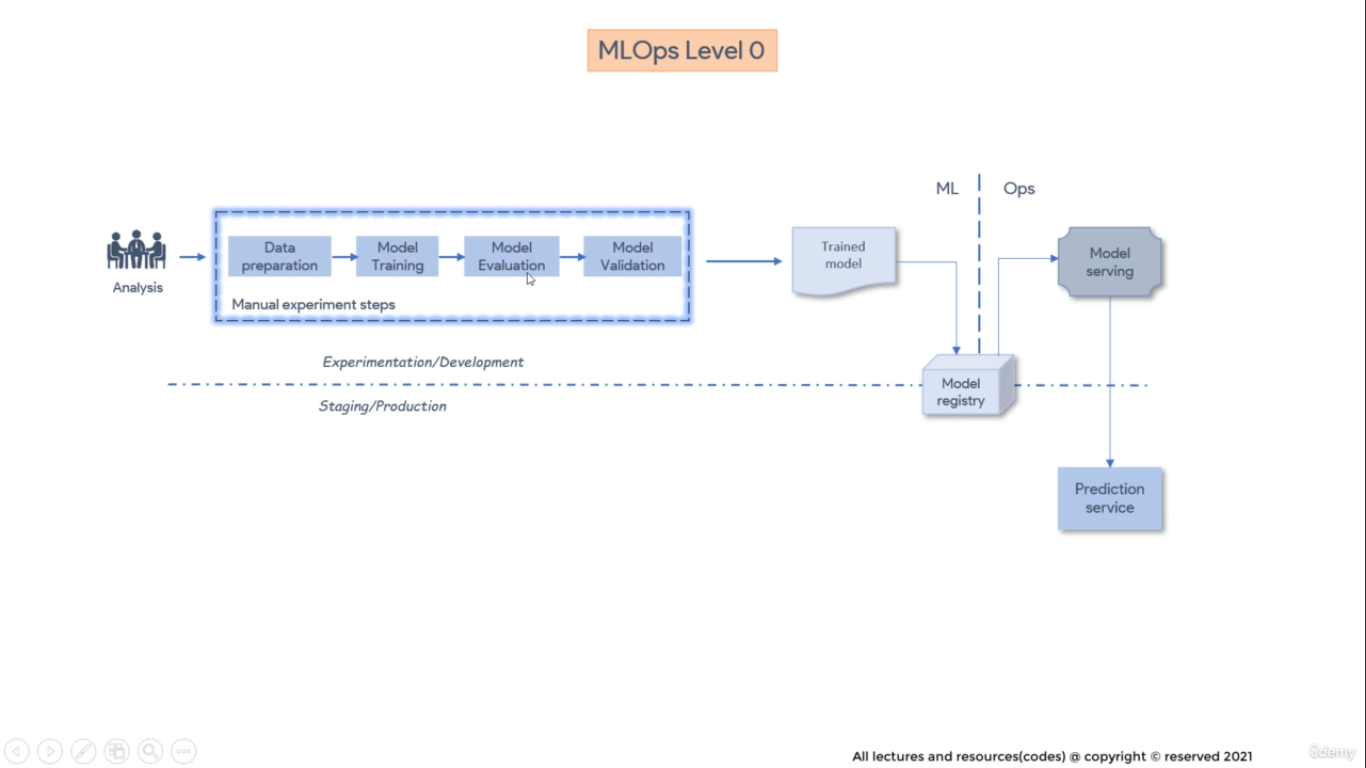 MLOps Level 0
ML
Ops
Analysis
Data
preparation
Model
Training
Model
Evaluation
Model
Validation
Manual experiment steps
Trained
model
Model
serving
Experimentation/Development
Staging/Production
Model
registry
Prediction
service
All lectures and resources(codes) @ copyright © reserved 2021
ûdemy